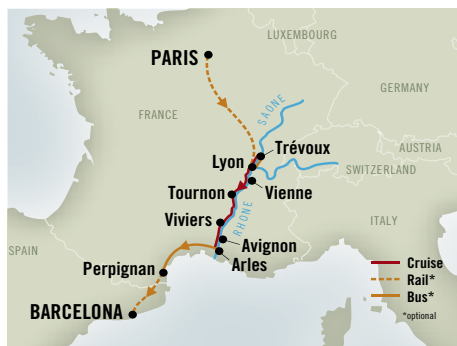 LUXEMBOURG
PARIS
GERMANY
FRANCE
SAÔNE
Trévoux
AUSTRIA
Lyon
SWITZERLAND
Tournon
Vienne
RHONE
Viviers
ITALY
Avignon
SPAIN
Arles
Perpignan
BARCELONA
Cruise
Rail*
Bus*
*optional